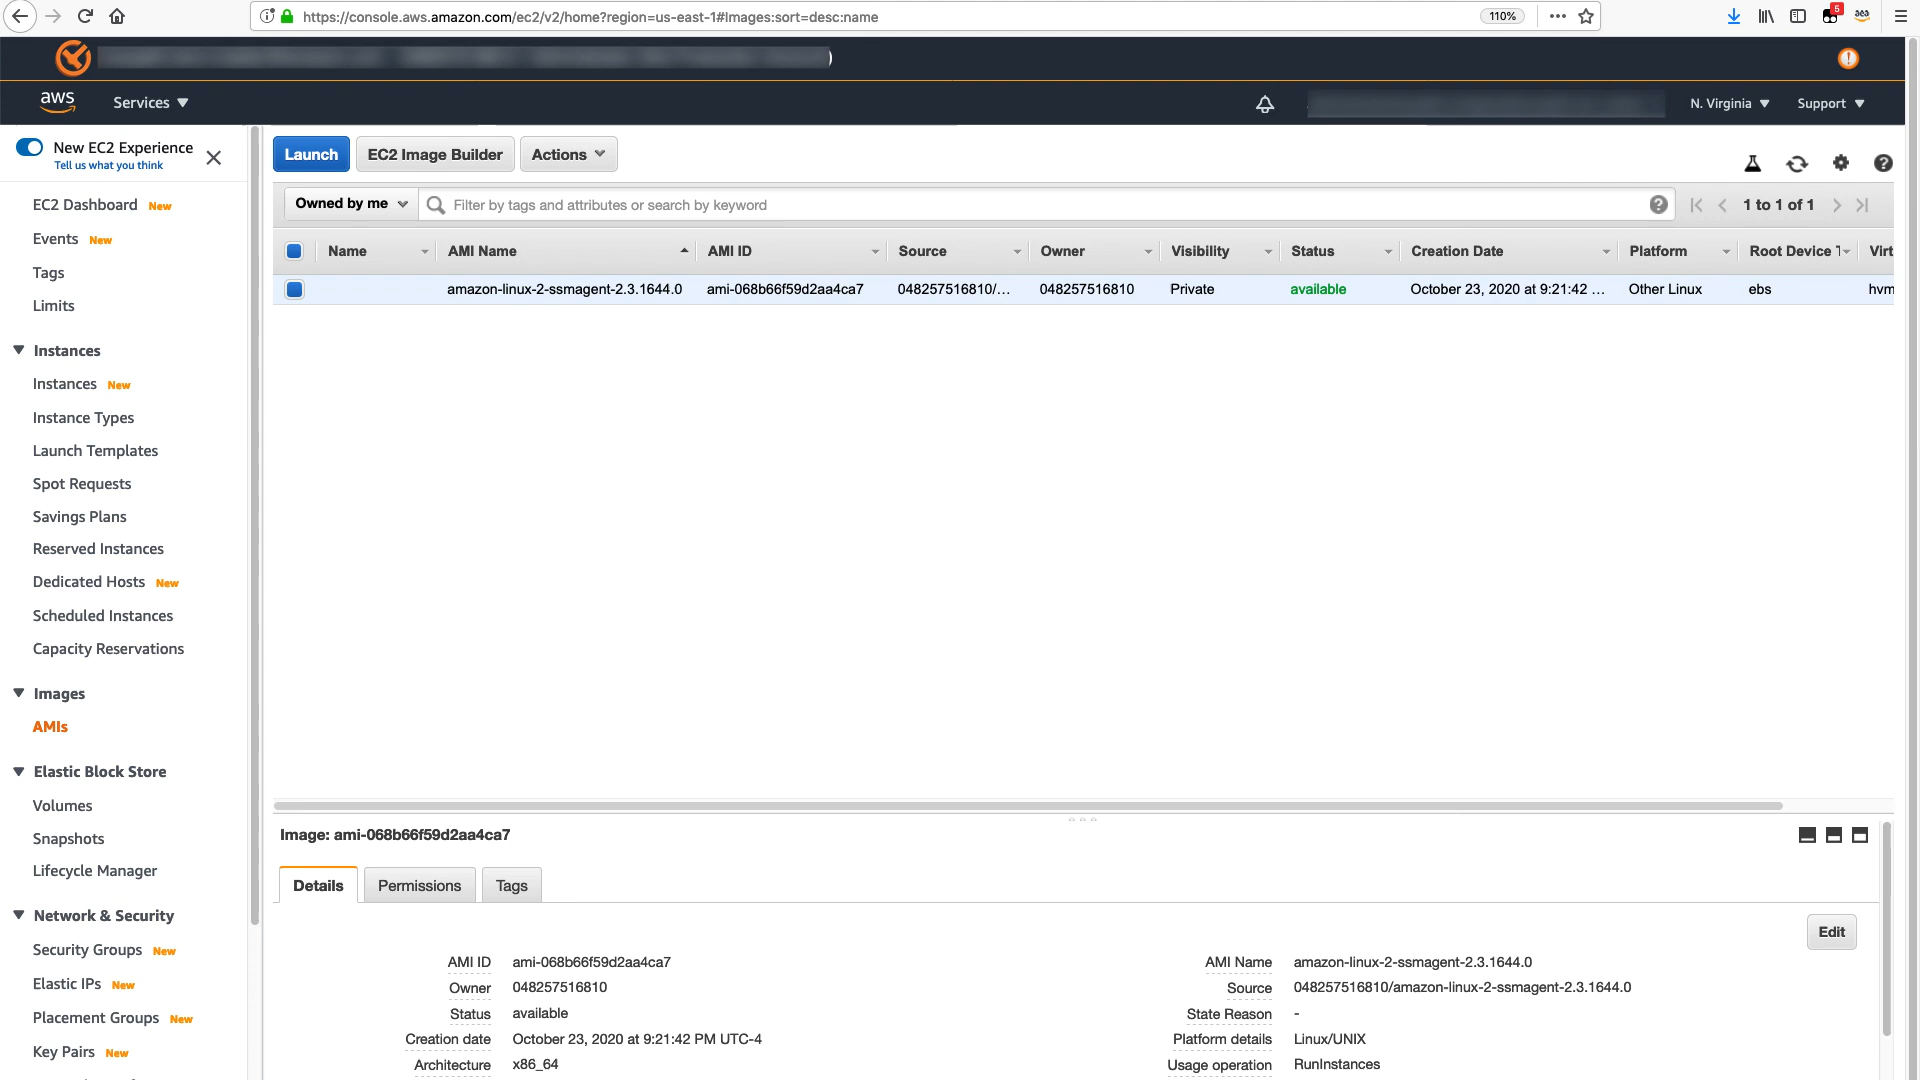 https://console.aws.amazon.com/ec2/v2/home?region=us-east-1#Images:sort=desc:name
110%
5
aws
Services
N. Virginia
Support
New EC2 Experience
Tell us what you think
EC2 Dashboard New
Events New
Tags
Limits
Instances
Instances New
Instance Types
Launch Templates
Spot Requests
Savings Plans
Reserved Instances
Dedicated Hosts New
Scheduled Instances
Capacity Reservations
Images
AMIs
Elastic Block Store
Volumes
Snapshots
Lifecycle Manager
Network & Security
Security Groups New
Elastic IPs New
Placement Groups New
Key Pairs New
Launch
EC2 Image Builder
Actions
Owned by me
Filter by tags and attributes or search by keyword
1 to 1 of 1
Name AMI Name AMI ID Source Owner Visibility Status Creation Date Platform Root Device T Virt
amazon-linux-2-ssmagent-2.3.1644.0 ami-068b66f59d2aa4ca7 048257516810/... 048257516810 Private available October 23, 2020 at 9:21:42 ... Other Linux ebs hvm
Image: ami-068b66f59d2aa4ca7
Details
Permissions
Tags
Edit
AMI ID ami-068b66f59d2aa4ca7
Owner 048257516810
Status available
Creation date October 23, 2020 at 9:21:42 PM UTC-4
Architecture x86_64
AMI Name amazon-linux-2-ssmagent-2.3.1644.0
Source 048257516810/amazon-linux-2-ssmagent-2.3.1644.0
State Reason -
Platform details Linux/UNIX
Usage operation RunInstances